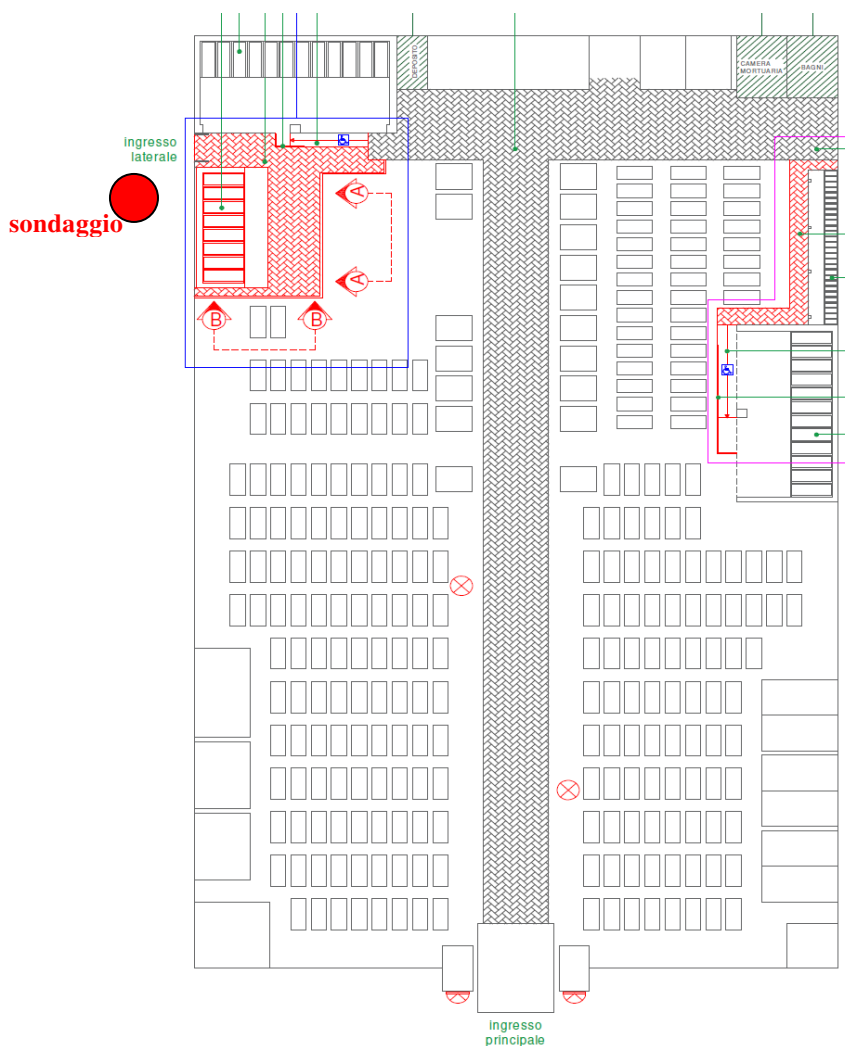 DEPOSITO
CAMERA
MORTUARIA
BAGNI
ingresso
laterale
sondaggio
A
A
B
B
ingresso
principale